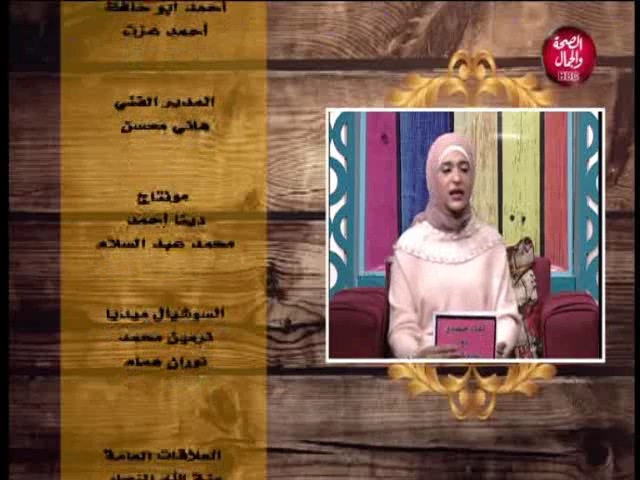 أحمد أبو حافظ
أحمد عزت
المدير الفني
هاني محسن
مونتاج
دينا أحمد
محمد عبد السلام
السوشيال ميديا
نرمين محمد
نوران همام
العلاقات العامة
الصحة
والجمال
HBC